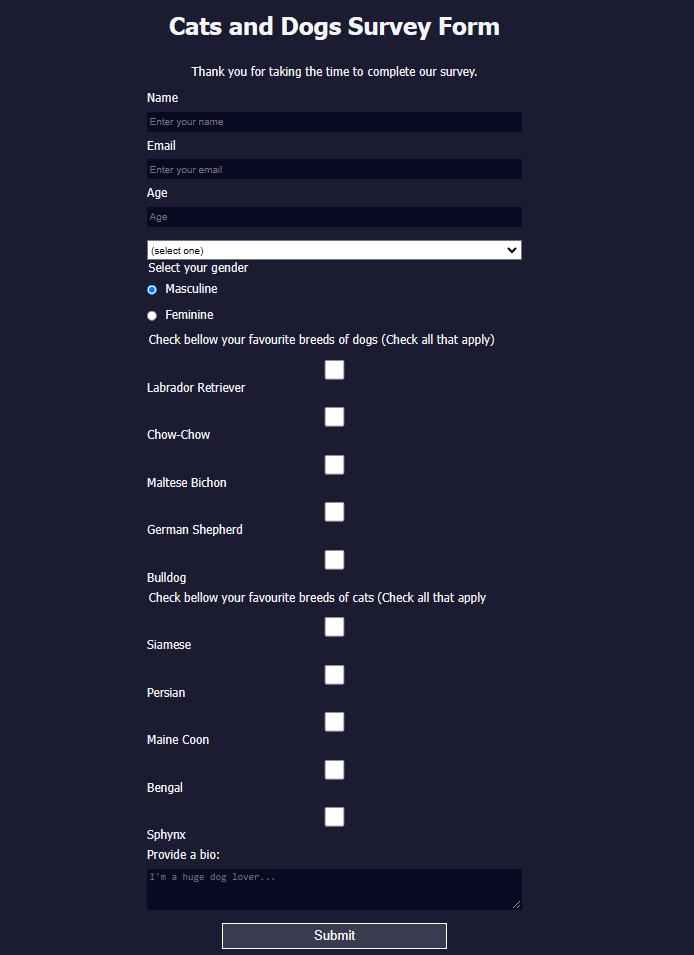 Cats and Dogs Survey Form
Thank you for taking the time to complete our survey.
Name
Enter your name
Email
Enter your email
Age
Age
(select one)
Select your gender
Masculine
Feminine
Check bellow your favourite breeds of dogs (Check all that apply)
Labrador Retriever
Chow-Chow
Maltese Bichon
German Shepherd
Bulldog
Check bellow your favourite breeds of cats (Check all that apply
Siamese
Persian
Maine Coon
Bengal
Sphynx
Provide a bio:
I'm a huge dog lover...
Submit